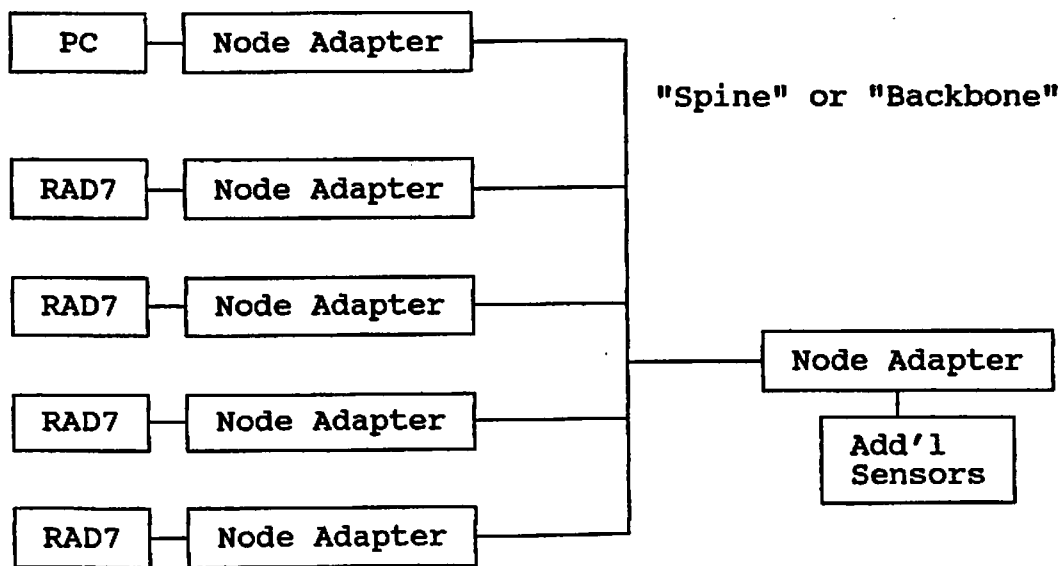 PC
Node Adapter
"Spine" or "Backbone"
RAD7
Node Adapter
RAD7
Node Adapter
Node Adapter
Add'l
Sensors
RAD7
Node Adapter
RAD7
Node Adapter